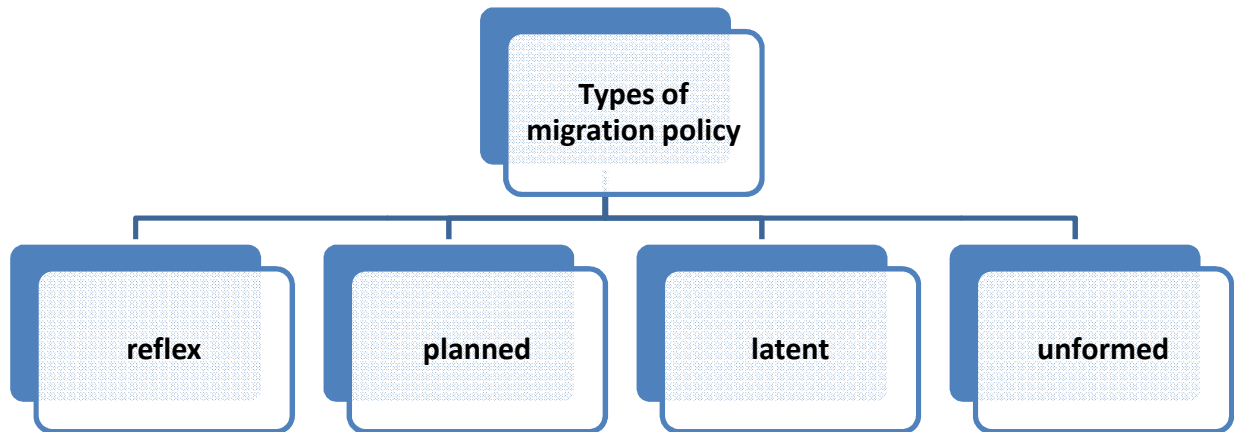 Types of
migration policy
reflex
planned
latent
unformed